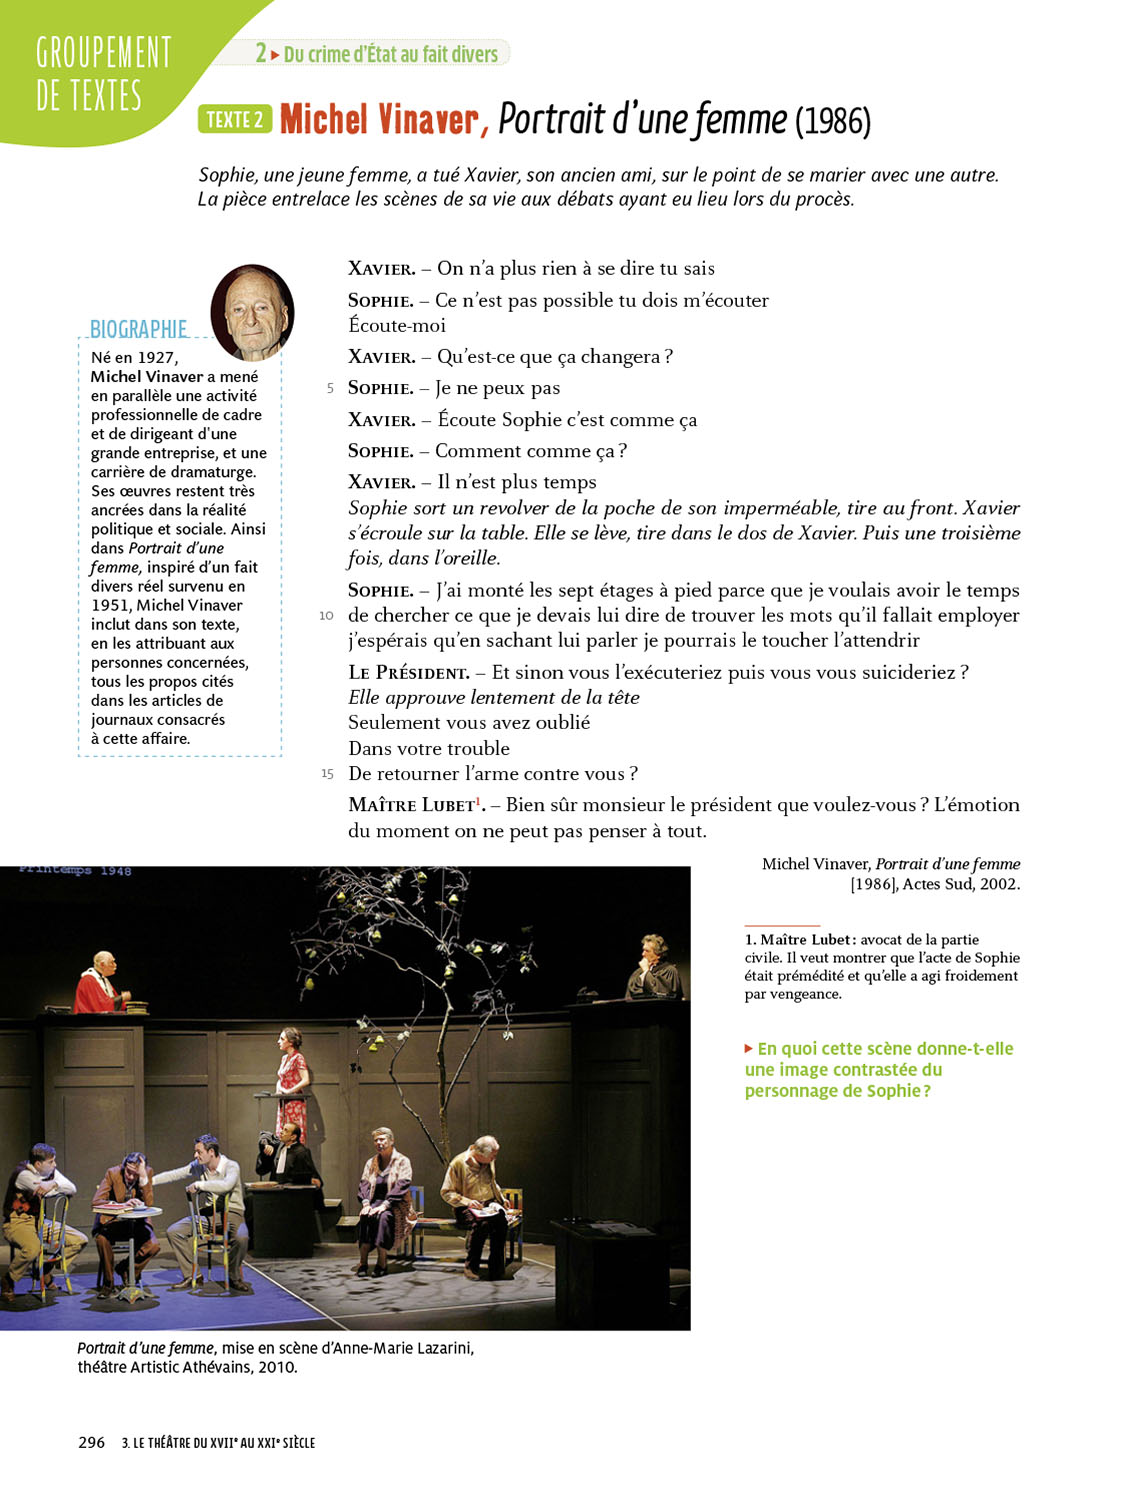 GROUPEMENT
DE TEXTES
2 ▸ Du crime d'État au fait divers
TEXTE 2 Michel Vinaver, Portrait d'une femme (1986)
Sophie, une jeune femme, a tué Xavier, son ancien ami, sur le point de se marier avec une autre.
La pièce entrelace les scènes de sa vie aux débats ayant eu lieu lors du procès.
BIOGRAPHIE
Né en 1927,
Michel Vinaver a mené
en parallèle une activité
professionnelle de cadre
et de dirigeant d'une
grande entreprise, et une
carrière de dramaturge.
Ses œuvres restent très
ancrées dans la réalité
politique et sociale. Ainsi
dans Portrait d'une
femme, inspiré d'un fait
divers réel survenu en
1951, Michel Vinaver
inclut dans son texte,
en les attribuant aux
personnes concernées,
tous les propos cités
dans les articles de
journaux consacrés
à cette affaire.
XAVIER. – On n'a plus rien à se dire tu sais
SOPHIE. – Ce n'est pas possible tu dois m'écouter
Écoute-moi
XAVIER. – Qu'est-ce que ça changera ?
5 SOPHIE. – Je ne peux pas
XAVIER. – Écoute Sophie c'est comme ça
SOPHIE. – Comment comme ça ?
XAVIER. – Il n'est plus temps
Sophie sort un revolver de la poche de son imperméable, tire au front. Xavier
s'écroule sur la table. Elle se lève, tire dans le dos de Xavier. Puis une troisième
fois, dans l'oreille.
SOPHIE. – J'ai monté les sept étages à pied parce que je voulais avoir le temps
10 de chercher ce que je devais lui dire de trouver les mots qu'il fallait employer
j'espérais qu'en sachant lui parler je pourrais le toucher l'attendrir
LE PRÉSIDENT. – Et sinon vous l'exécuteriez puis vous vous suicideriez ?
Elle approuve lentement de la tête
Seulement vous avez oublié
Dans votre trouble
15 De retourner l'arme contre vous ?
MAÎTRE LUBET1. – Bien sûr monsieur le président que voulez-vous ? L'émotion
du moment on ne peut pas penser à tout.
Michel Vinaver, Portrait d'une femme
[1986], Actes Sud, 2002.
1. Maître Lubet : avocat de la partie
civile. Il veut montrer que l'acte de Sophie
était prémédité et qu'elle a agi froidement
par vengeance.
▸ En quoi cette scène donne-t-elle
une image contrastée du
personnage de Sophie ?
Printemps 1948
Portrait d'une femme, mise en scène d'Anne-Marie Lazarini,
théâtre Artistic Athévains, 2010.
296 3. LE THÉÂTRE DU XVIIe AU XXIe SIÈCLE